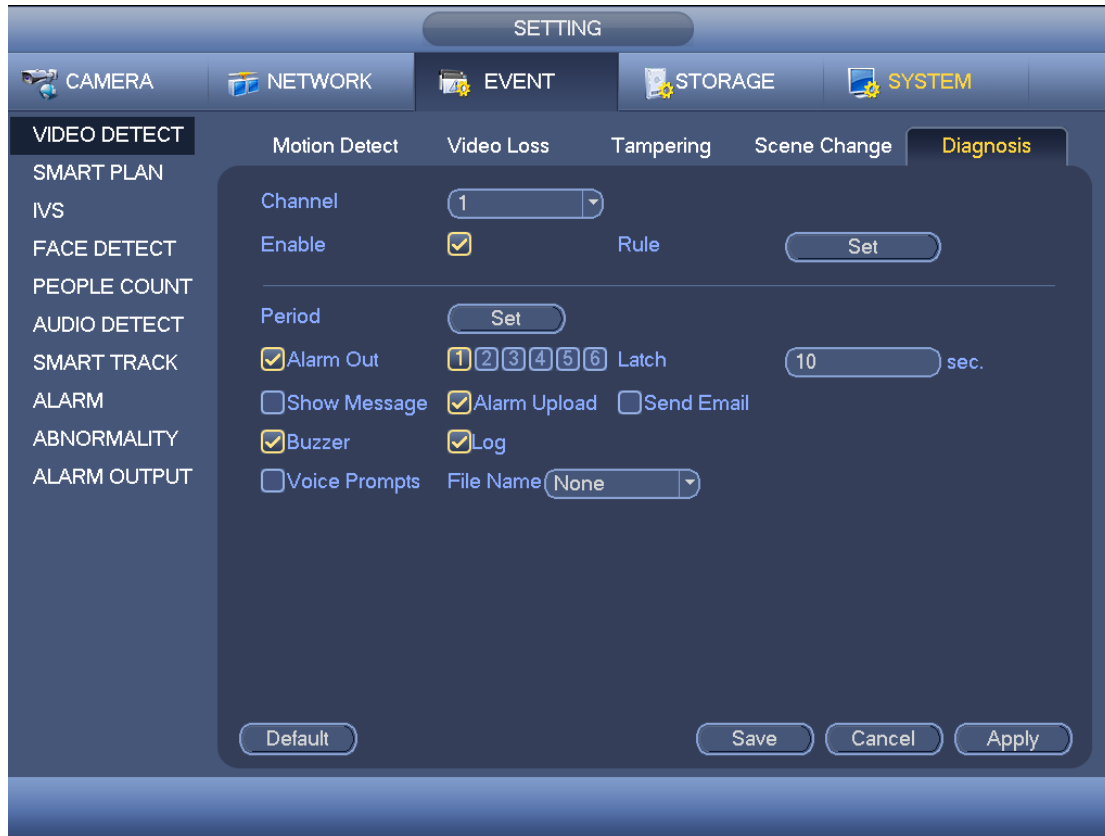 SETTING
CAMERA NETWORK EVENT STORAGE SYSTEM
VIDEO DETECT
SMART PLAN
IVS
FACE DETECT
PEOPLE COUNT
AUDIO DETECT
SMART TRACK
ALARM
ABNORMALITY
ALARM OUTPUT
Motion Detect Video Loss Tampering Scene Change Diagnosis
Channel 1
Enable Rule Set
Period Set
Alarm Out 1 2 3 4 5 6 Latch 10 sec.
Show Message Alarm Upload Send Email
Buzzer Log
Voice Prompts File Name None
Default Save Cancel Apply